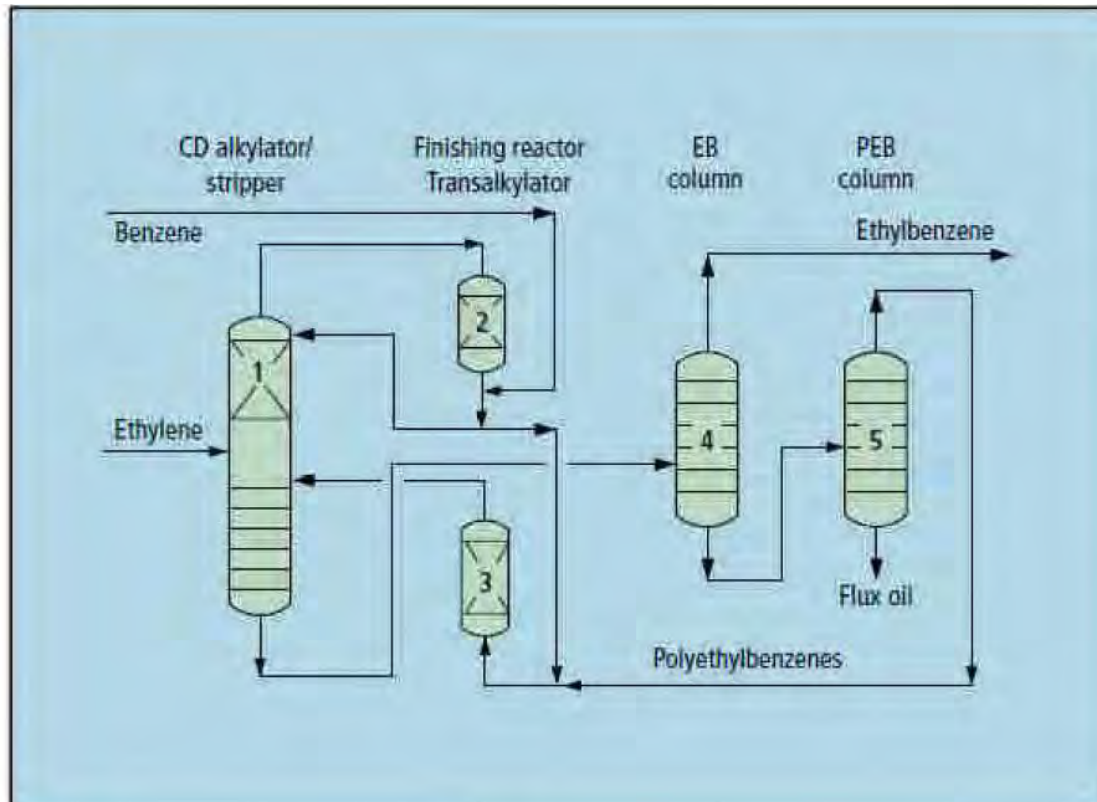 CD alkylator/
stripper
Finishing reactor
Transalkylator
EB
column
PEB
column
Benzene
Ethylbenzene
2
1
Ethylene
4
5
3
Flux oil
Polyethylbenzenes